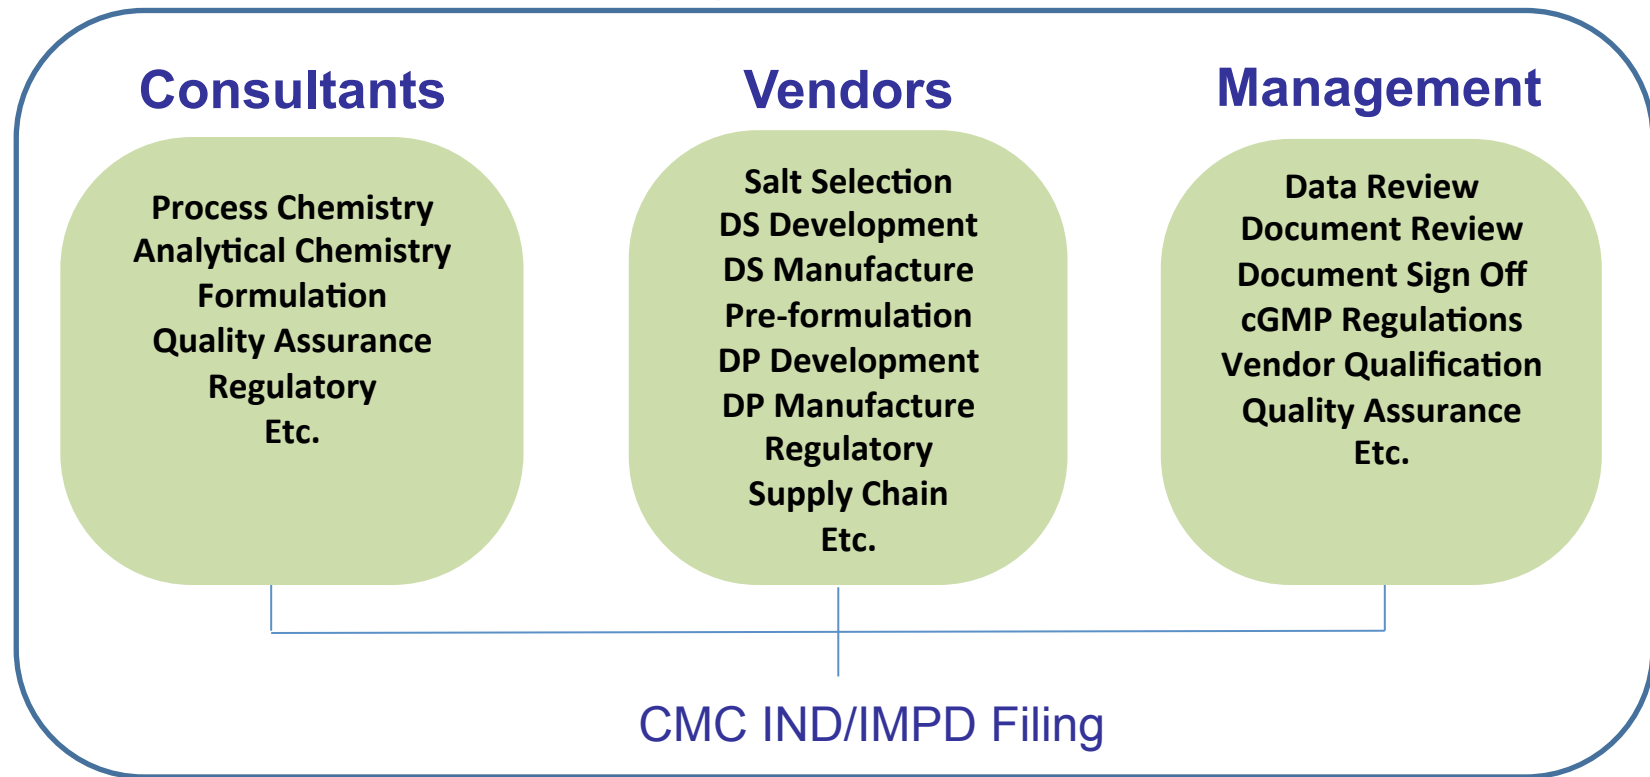 Consultants
Process Chemistry
Analytical Chemistry
Formulation
Quality Assurance
Regulatory
Etc.
Vendors
Salt Selection
DS Development
DS Manufacture
Pre-formulation
DP Development
DP Manufacture
Regulatory
Supply Chain
Etc.
Management
Data Review
Document Review
Document Sign Off
cGMP Regulations
Vendor Qualification
Quality Assurance
Etc.
CMC IND/IMPD Filing